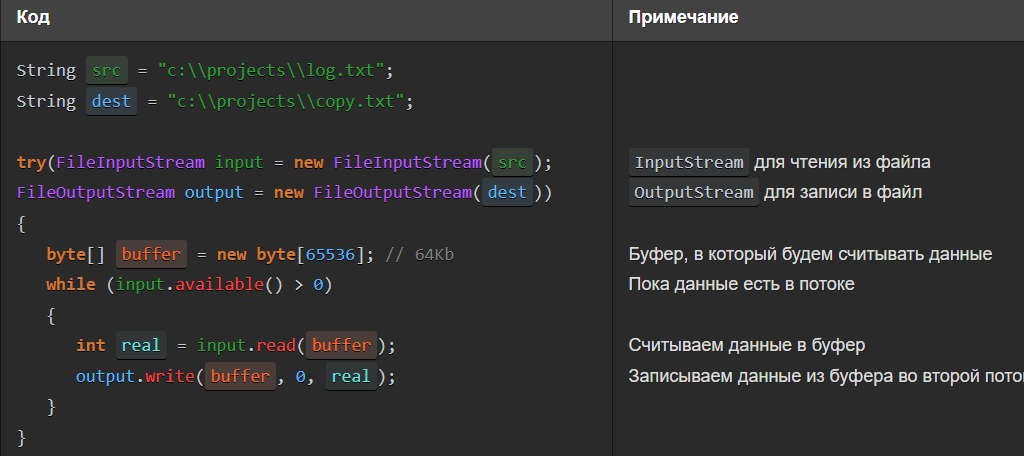 Код
Примечание
String src = "c:\\projects\\log.txt";
String dest = "c:\\projects\\copy.txt";
try(FileInputStream input = new FileInputStream(src);
InputStream для чтения из файла
FileOutputStream output = new FileOutputStream(dest))
OutputStream для записи в файл
{
byte[] buffer = new byte[65536]; // 64Kb
Буфер, в который будем считывать данные
while (input.available() > 0)
Пока данные есть в потоке
{
int real = input.read(buffer);
Считываем данные в буфер
output.write(buffer, 0, real);
Записываем данные из буфера во второй
}
}